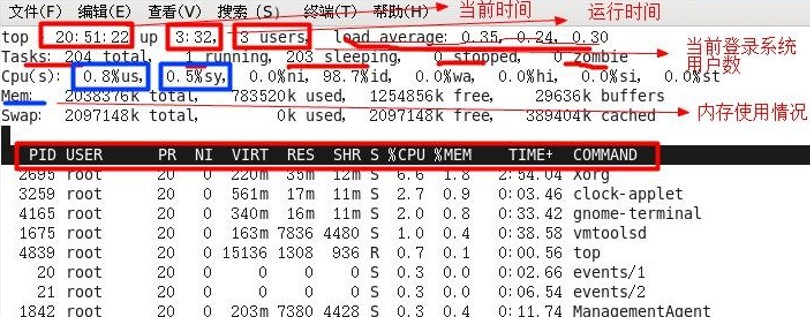 文件(F) 编辑(E) 查看(V) 搜索 (S) 终端(T) 帮助(H) 当前时间 运行时间
top 20:51:22 up 3:32, 3 users, load average: 0.35, 0.24, 0.30
Tasks: 204 total, 1 running, 203 sleeping, 0 stopped, 0 zombie
当前登录系统
用户数
Cpu(s): 0.8%us, 0.5%sy, 0.0%ni, 98.7%id, 0.0%wa, 0.0%hi, 0.0%si, 0.0%st
Mem: 2038376k total, 783520k used, 1254856k free, 29636k buffers
内存使用情况
Swap: 2097148k total, 0k used, 2097148k free, 389404k cached
PID USER PR NI VIRT RES SHR S %CPU %MEM TIME+ COMMAND
2695 root 20 0 220m 35m 12m S 6.6 1.8 2:54.04 Xorg
3259 root 20 0 561m 17m 11m S 2.7 0.9 0:03.46 clock-applet
4165 root 20 0 340m 16m 11m S 2.0 0.8 0:33.42 gnome-terminal
1675 root 20 0 163m 7836 4480 S 1.0 0.4 0:38.58 vmtoolsd
4839 root 20 0 15136 1308 936 R 0.7 0.1 0:00.56 top
20 root 20 0 0 0 0 S 0.3 0.0 0:02.66 events/1
21 root 20 0 0 0 0 S 0.3 0.0 0:06.54 events/2
1842 root 20 0 203m 7380 4428 S 0.3 0.4 0:11.74 ManagementAgent